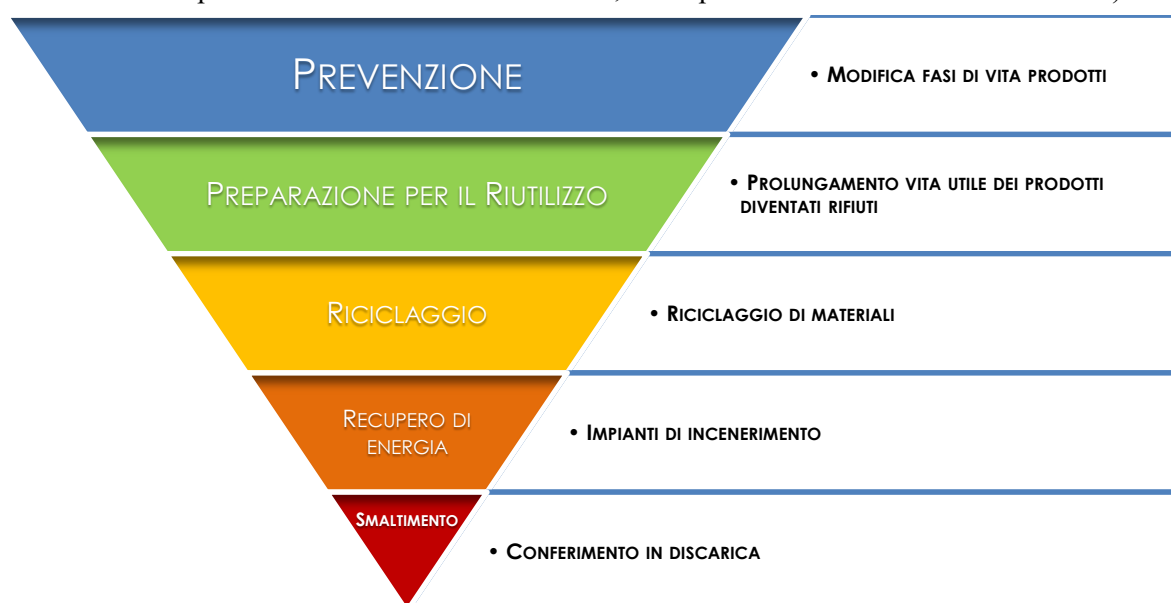 PREVENZIONE
• MODIFICA FASI DI VITA PRODOTTI
PREPARAZIONE PER IL RIUTILIZZO
• PROLUNGAMENTO VITA UTILE DEI PRODOTTI
DIVENTATI RIFIUTI
RICICLAGGIO
• RICICLAGGIO DI MATERIALI
RECUPERO DI
ENERGIA
• IMPIANTI DI INCENERIMENTO
SMALTIMENTO
• CONFERIMENTO IN DISCARICA